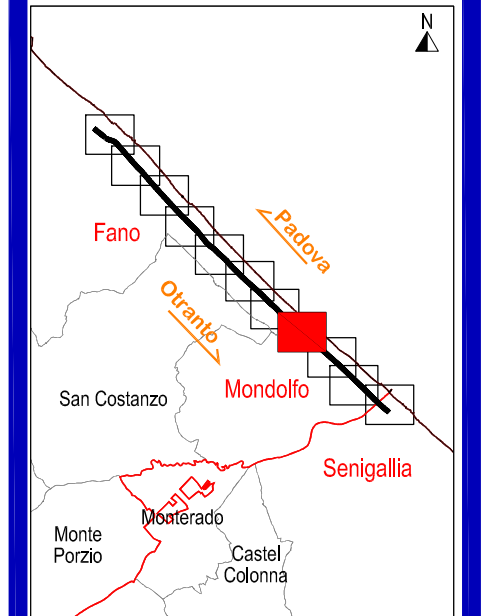 N
Padova
Fano
Otranto
Mondolfo
San Costanzo
Senigallia
Monterado
Monte
Porzio
Castel
Colonna